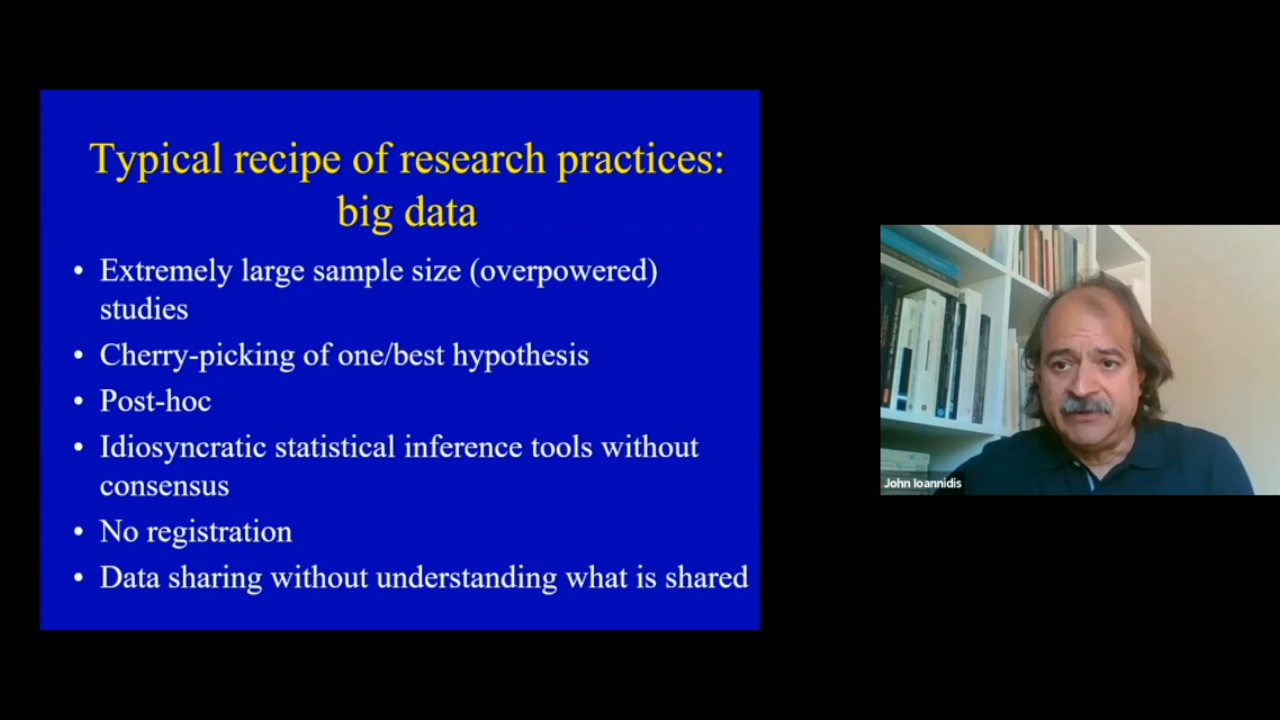 Typical recipe of research practices:
big data
• Extremely large sample size (overpowered)
studies
• Cherry-picking of one/best hypothesis
• Post-hoc
• Idiosyncratic statistical inference tools without
consensus
• No registration
• Data sharing without understanding what is shared
John Ioannidis